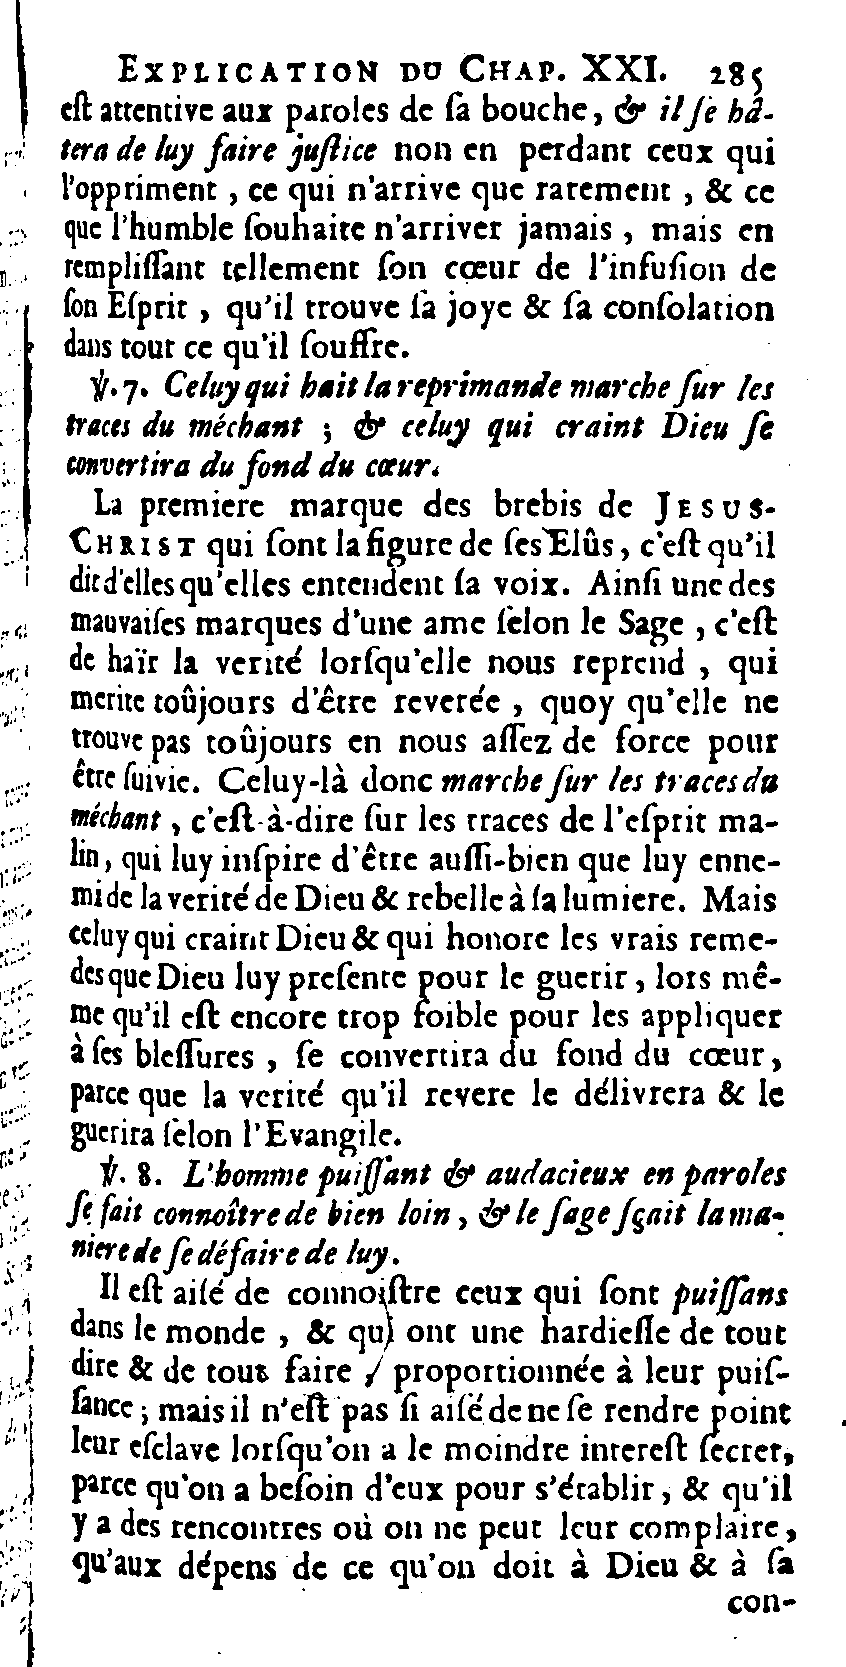 EXPLICATION DU CHAP. XXI. 285
eſt attentive aux paroles de ſa bouche, & il ſe hâ-
tera de luy faire juſtice non en perdant ceux qui
l'oppriment, ce qui n'arrive que rarement, & ce
que l'humble ſouhaite n'arriver jamais, mais en
rempliſſant tellement ſon cœur de l'infuſion de
ſon Eſprit, qu'il trouve ſa joye & ſa conſolation
dans tout ce qu'il ſouffre.
℣. 7. Celuy qui hait la reprimande marche ſur les
traces du méchant ; & celuy qui craint Dieu ſe
convertira du fond du cœur.
La premiere marque des brebis de JESUS-
CHRIST qui ſont la figure de ſes Elûs, c'eſt qu'il
dit d'elles qu'elles entendent ſa voix. Ainſi une des
mauvaiſes marques d'une ame ſelon le Sage, c'eſt
de haïr la verité lorſqu'elle nous reprend, qui
merite toûjours d'être reverée, quoy qu'elle ne
trouve pas toûjours en nous aſſez de force pour
être ſuivie. Celuy-là donc marche ſur les traces du
méchant, c'eſt-à-dire ſur les traces de l'eſprit ma-
lin, qui luy inſpire d'être auſſi-bien que luy enne-
mi de la verité de Dieu & rebelle à ſa lumiere. Mais
celuy qui craint Dieu & qui honore les vrais reme-
des que Dieu luy preſente pour le guerir, lors mê-
me qu'il eſt encore trop foible pour les appliquer
à ſes bleſſures, ſe convertira du fond du cœur,
parce que la verité qu'il revere le délivrera & le
guerira ſelon l'Evangile.
℣. 8. L'homme puiſſant & audacieux en paroles
ſe fait connoître de bien loin, & le ſage ſçait la ma-
niere de ſe défaire de luy.
Il eſt aiſé de connoiſtre ceux qui ſont puiſſans
dans le monde, & qui ont une hardieſſe de tout
dire & de tout faire, proportionnée à leur puiſ-
ſance ; mais il n'eſt pas ſi aiſé de ne ſe rendre point
leur eſclave lorſqu'on a le moindre intereſt ſecret,
parce qu'on a beſoin d'eux pour s'établir, & qu'il
y a des rencontres où on ne peut leur complaire,
qu'aux dépens de ce qu'on doit à Dieu & à ſa
con-